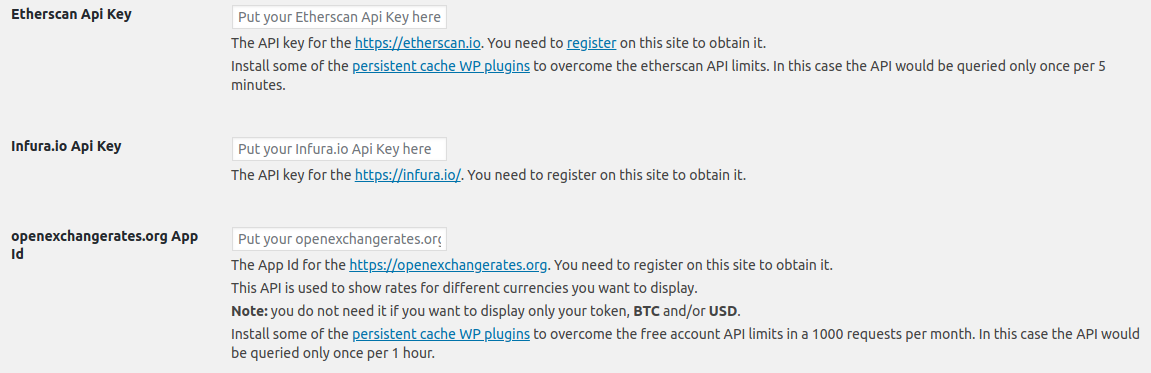 Etherscan Api Key
Put your Etherscan Api Key here
The API key for the https://etherscan.io. You need to register on this site to obtain it.
Install some of the persistent cache WP plugins to overcome the etherscan API limits. In this case the API would be queried only once per 5
minutes.
Infura.io Api Key
Put your Infura.io Api Key here
The API key for the https://infura.io/. You need to register on this site to obtain it.
openexchangerates.org App
Id
Put your openexchangerates.org
The App Id for the https://openexchangerates.org. You need to register on this site to obtain it.
This API is used to show rates for different currencies you want to display.
Note: you do not need it if you want to display only your token, BTC and/or USD.
Install some of the persistent cache WP plugins to overcome the free account API limits in a 1000 requests per month. In this case the API would
be queried only once per 1 hour.